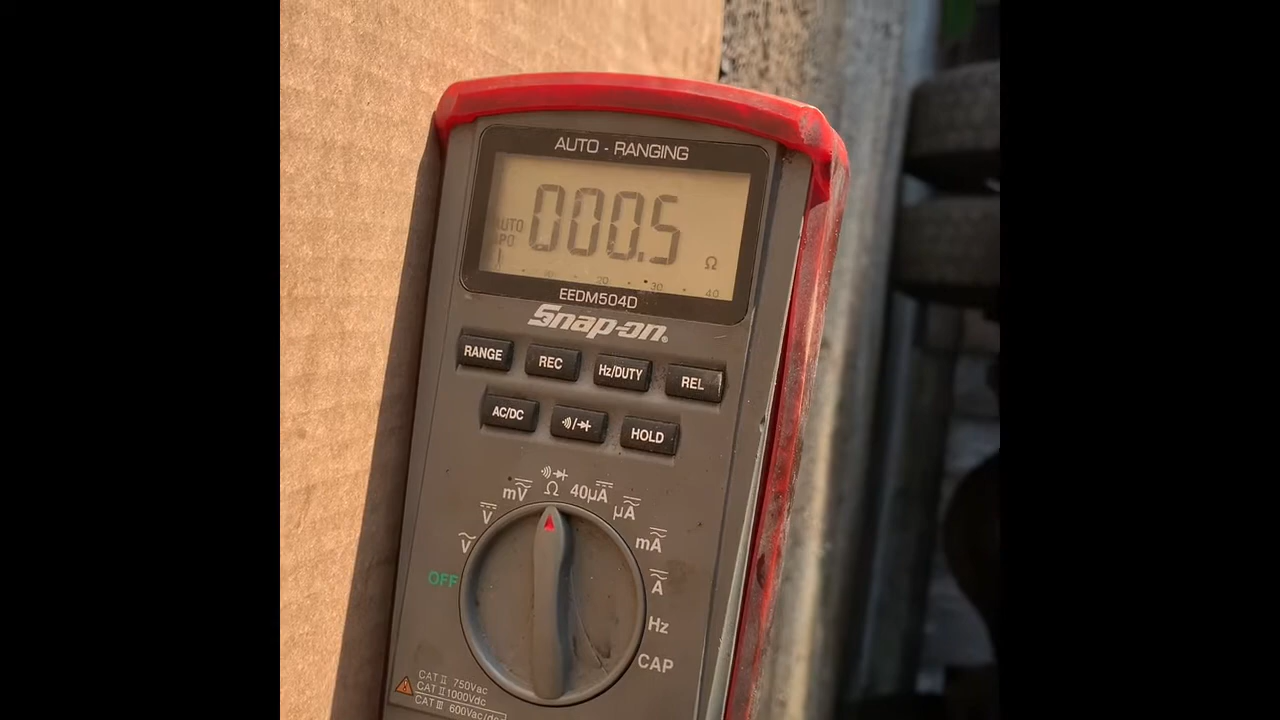 AUTO - RANGING
AUTO
000.5
Ω
20 30 40
EEDM504D
Snap-on®
RANGE REC Hz/DUTY REL
AC/DC HOLD
mV Ω 40µA
V µA
V mA
OFF A
Hz
CAP
CAT II 750Vac
CAT II 1000Vdc
CAT III 600Vac/dc